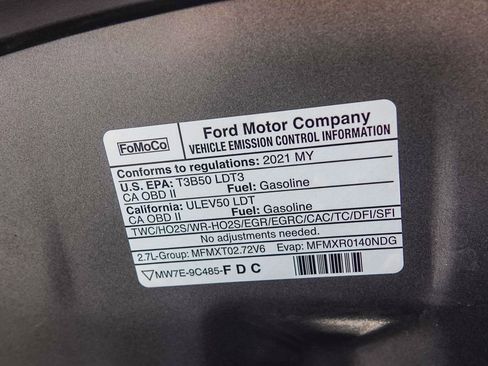 FoMoCo
Ford Motor Company
VEHICLE EMISSION CONTROL INFORMATION
Conforms to regulations: 2021 MY
U.S. EPA: T3B50 LDT3
CA OBD II Fuel: Gasoline
California: ULEV50 LDT
CA OBD II Fuel: Gasoline
TWC/HO2S/WR-HO2S/EGR/EGRC/CAC/TC/DFI/SFI
No adjustments needed.
2.7L-Group: MFMXT02.72V6 Evap: MFMXR0140NDG
MW7E-9C485-FDC